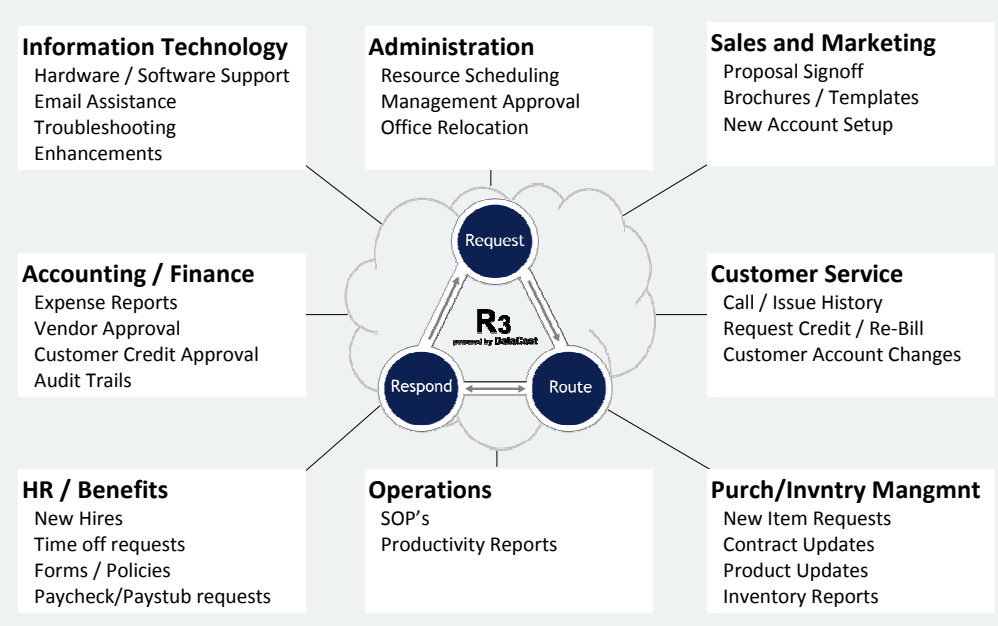 Information Technology
Hardware / Software Support
Email Assistance
Troubleshooting
Enhancements
Administration
Resource Scheduling
Management Approval
Office Relocation
Sales and Marketing
Proposal Signoff
Brochures / Templates
New Account Setup
Accounting / Finance
Expense Reports
Vendor Approval
Customer Credit Approval
Audit Trails
Request
R3
powered by DataCast
Respond
Route
Customer Service
Call / Issue History
Request Credit / Re-Bill
Customer Account Changes
HR / Benefits
New Hires
Time off requests
Forms / Policies
Paycheck/Paystub requests
Operations
SOP's
Productivity Reports
Purch/Invntry Mangmnt
New Item Requests
Contract Updates
Product Updates
Inventory Reports